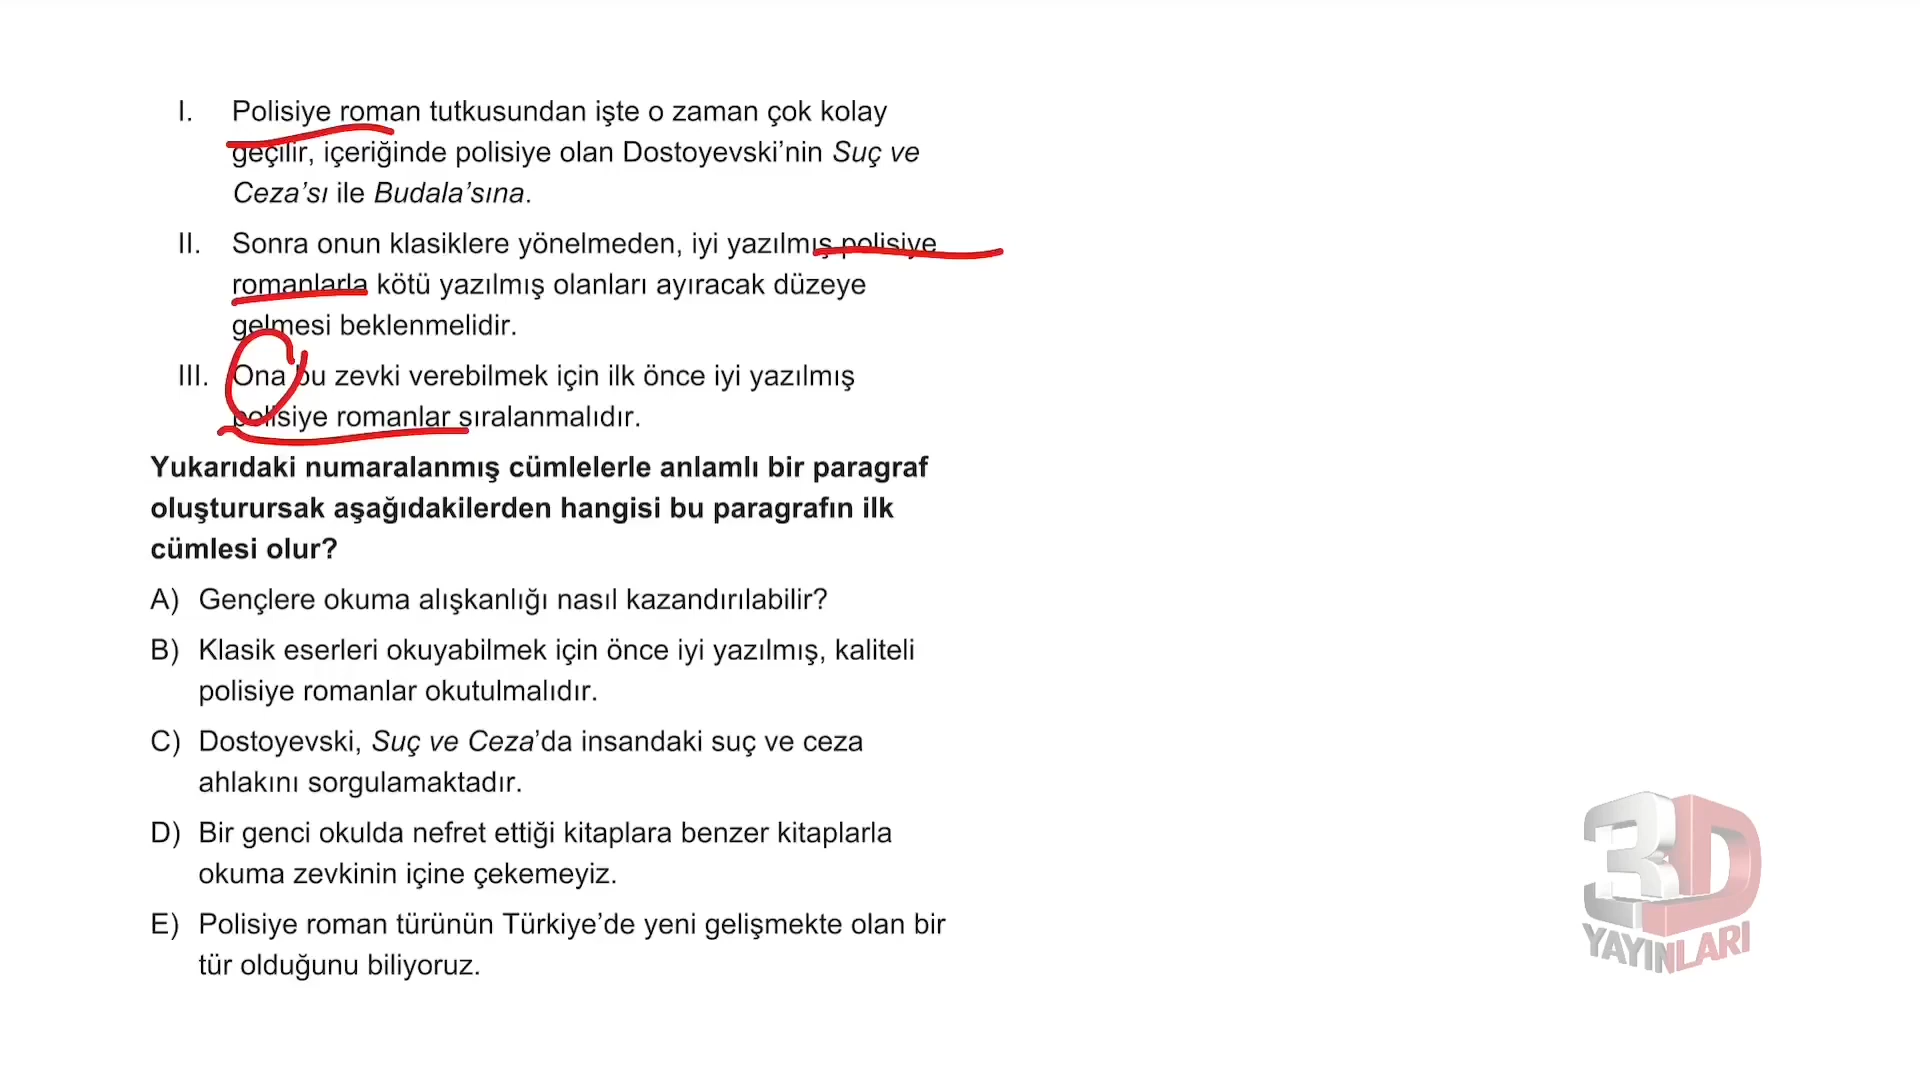 I. Polisiye roman tutkusundan işte o zaman çok kolay
geçilir, içeriğinde polisiye olan Dostoyevski’nin Suç ve
Ceza’sı ile Budala’sına.
II. Sonra onun klasiklere yönelmeden, iyi yazılmış polisiye
romanlarla kötü yazılmış olanları ayıracak düzeye
gelmesi beklenmelidir.
III. Ona bu zevki verebilmek için ilk önce iyi yazılmış
polisiye romanlar sıralanmalıdır.
Yukarıdaki numaralanmış cümlelerle anlamlı bir paragraf
oluşturursak aşağıdakilerden hangisi bu paragrafın ilk
cümlesi olur?
A) Gençlere okuma alışkanlığı nasıl kazandırılabilir?
B) Klasik eserleri okuyabilmek için önce iyi yazılmış, kaliteli
polisiye romanlar okutulmalıdır.
C) Dostoyevski, Suç ve Ceza’da insandaki suç ve ceza
ahlakını sorgulamaktadır.
D) Bir genci okulda nefret ettiği kitaplara benzer kitaplarla
okuma zevkinin içine çekemeyiz.
E) Polisiye roman türünün Türkiye’de yeni gelişmekte olan bir
tür olduğunu biliyoruz.
3D
YAYINLARI